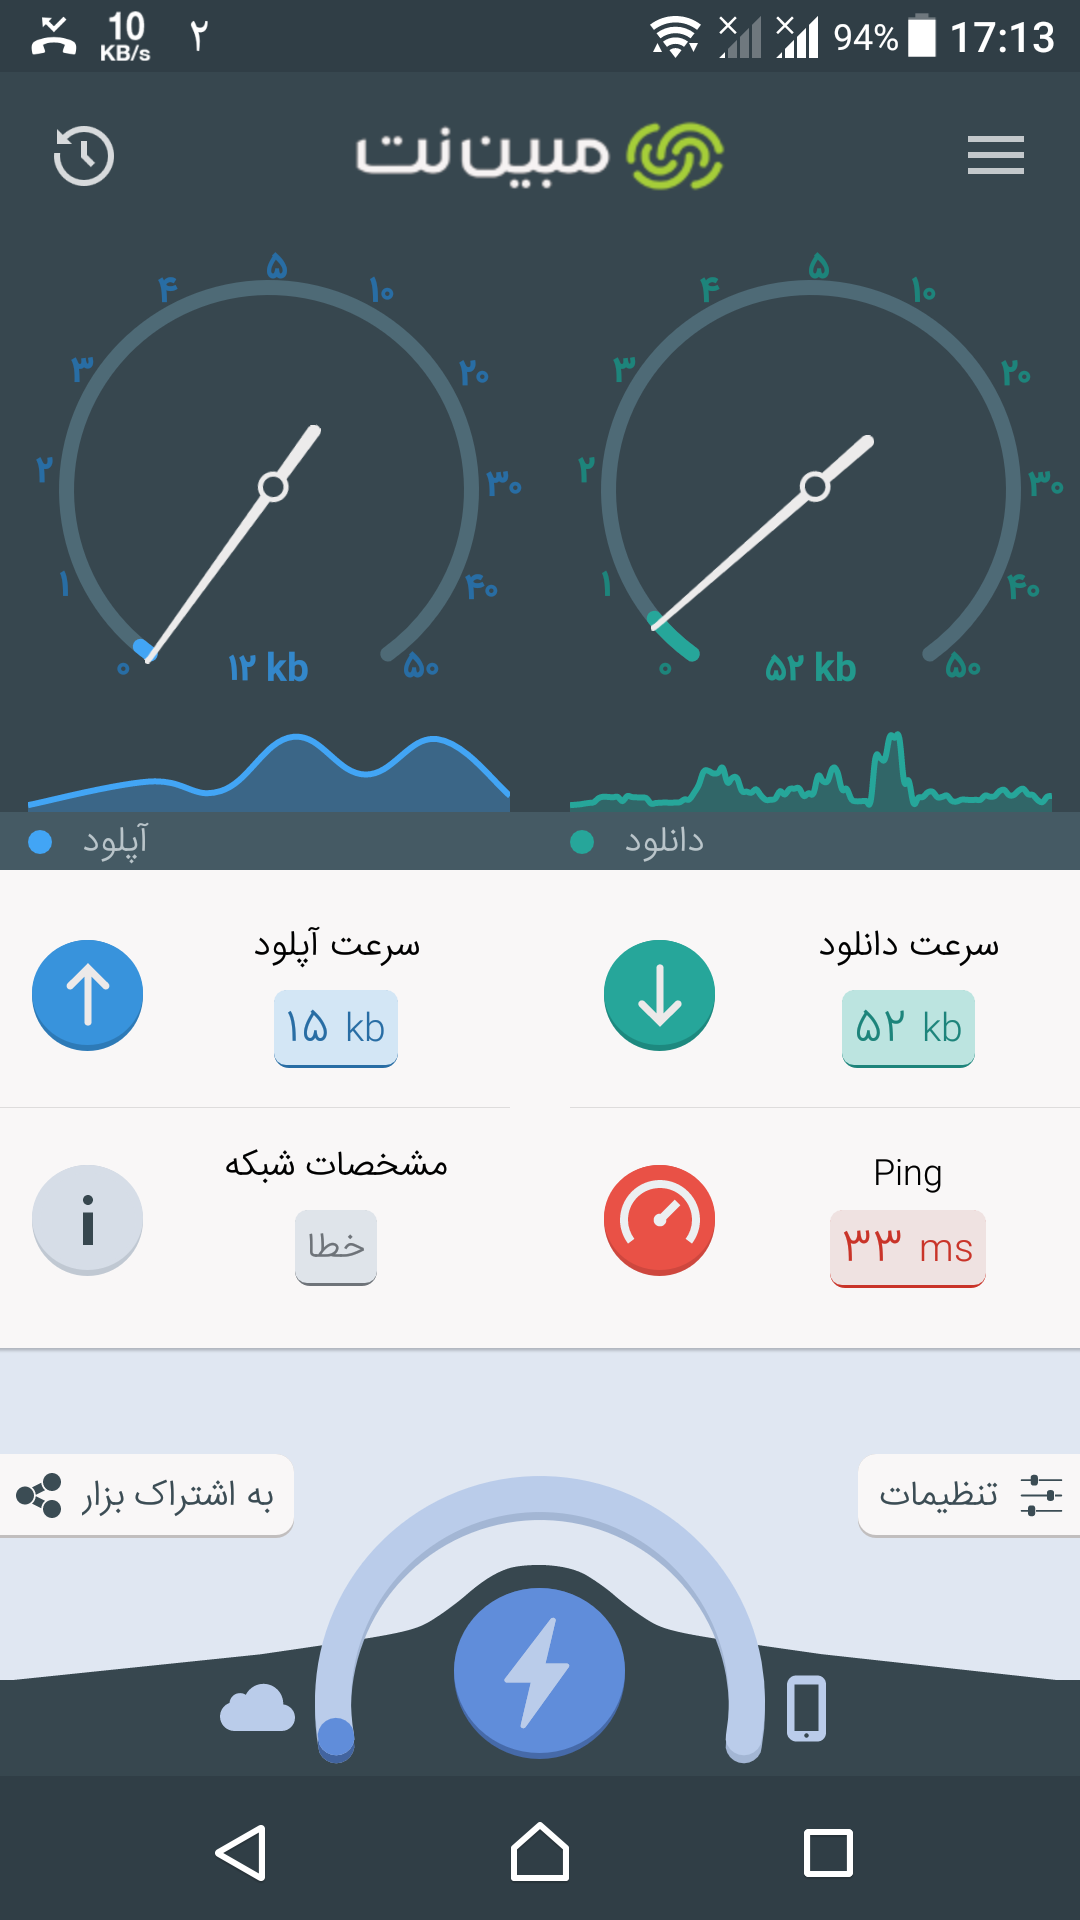 10 KB/s ۲ 94% 17:13
مبین نت
۰ ۱ ۲ ۳ ۴ ۵ ۱۰ ۲۰ ۳۰ ۴۰ ۵۰
۱۲ kb
۰ ۱ ۲ ۳ ۴ ۵ ۱۰ ۲۰ ۳۰ ۴۰ ۵۰
۵۲ kb
آپلود
دانلود
سرعت آپلود
۱۵ kb
سرعت دانلود
۵۲ kb
مشخصات شبکه
خطا
Ping
۳۳ ms
به اشتراک بزار
تنظیمات